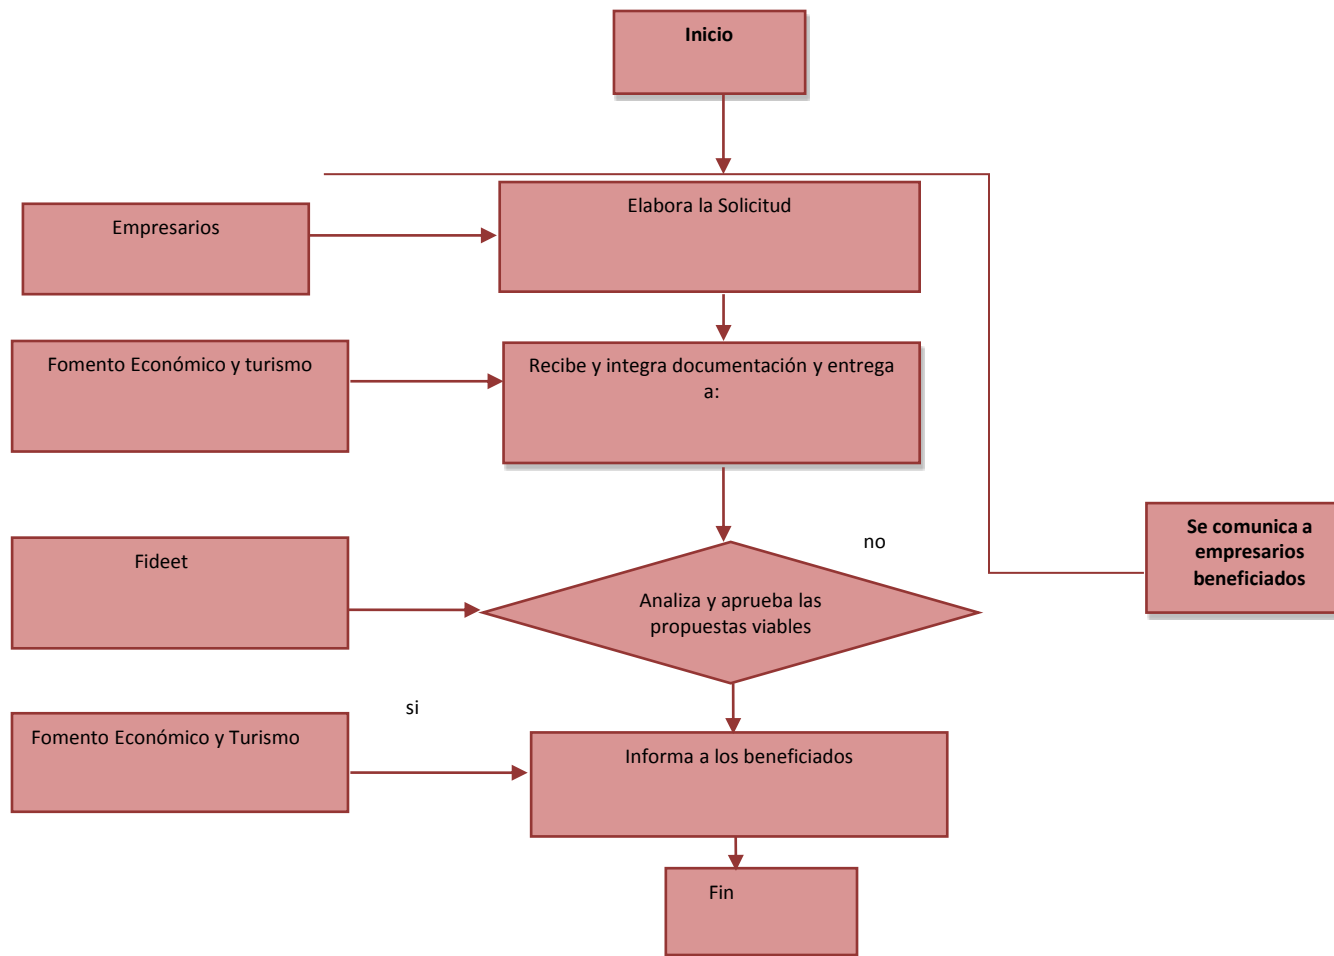 Inicio
Elabora la Solicitud
Empresarios
Fomento Económico y turismo
Recibe y integra documentación y entrega
a:
Se comunica a
empresarios
beneficiados
no
Fideet
Analiza y aprueba las
propuestas viables
si
Fomento Económico y Turismo
Informa a los beneficiados
Fin